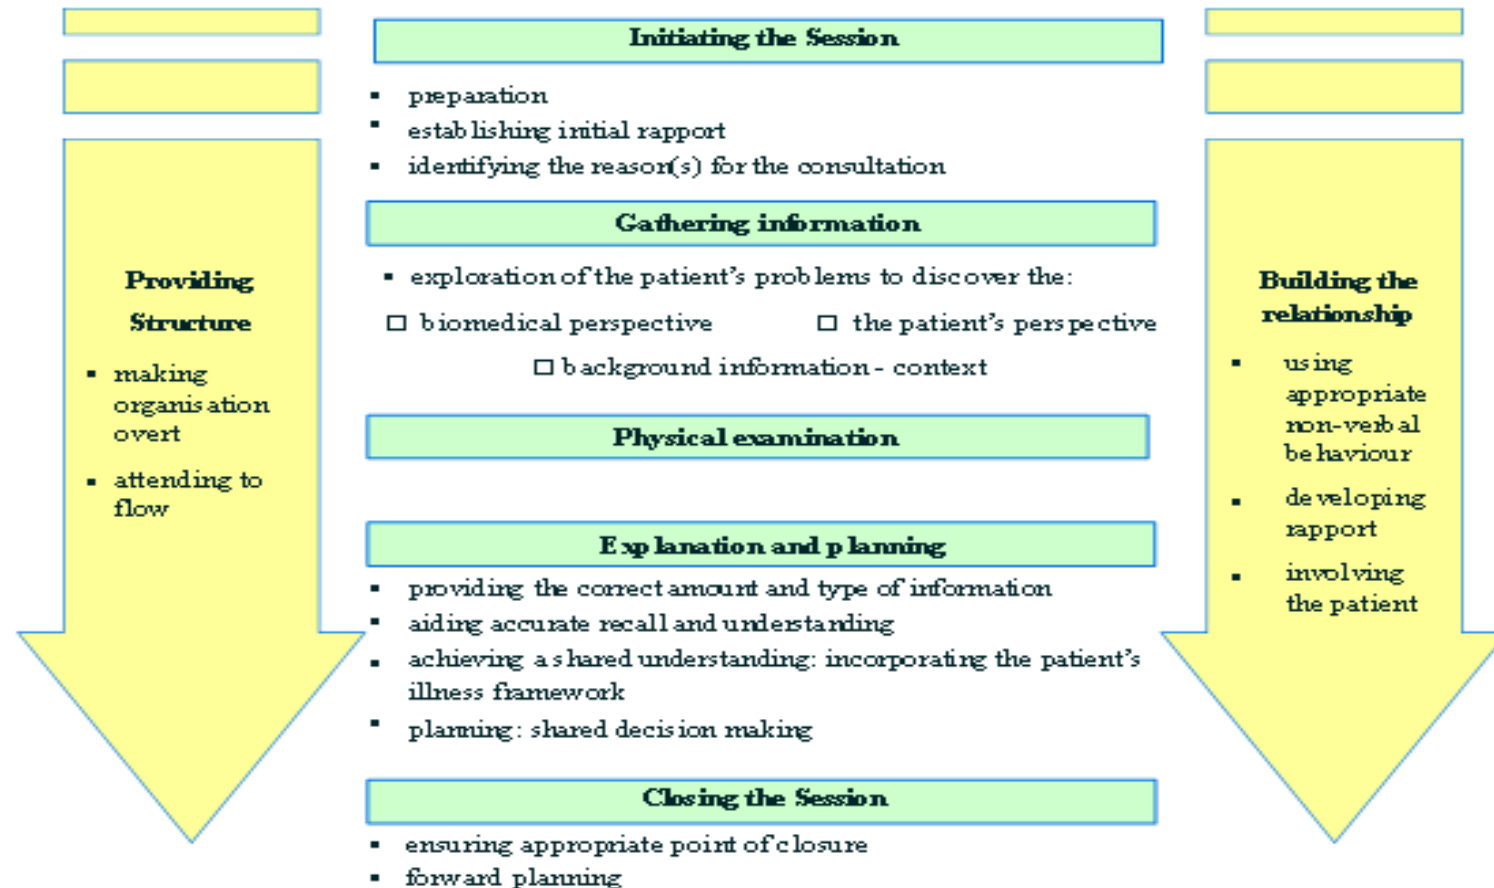 Initiating the Session
▪ preparation
▪ establishing initial rapport
▪ identifying the reason(s) for the consultation
Gathering information
▪ exploration of the patient's problems to discover the:
□ biomedical perspective □ the patient's perspective
□ background information - context
Physical examination
Explanation and planning
▪ providing the correct amount and type of information
▪ aiding accurate recall and understanding
▪ achieving a shared understanding: incorporating the patient's
illness framework
▪ planning: shared decision making
Closing the Session
▪ ensuring appropriate point of closure
▪ forward planning
Providing
Structure
▪ making
organisation
overt
▪ attending to
flow
Building the
relationship
▪ using
appropriate
non-verbal
behaviour
▪ developing
rapport
▪ involving
the patient